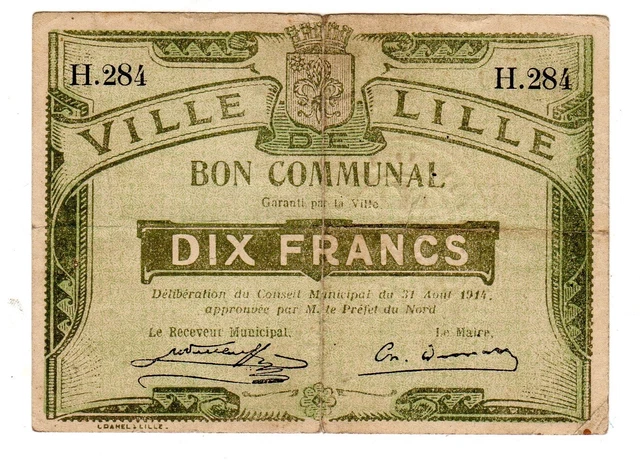 H.284 H.284
VILLE DE LILLE
BON COMMUNAL
Garanti par la Ville
DIX FRANCS
Délibération du Conseil Municipal du 31 Août 1914.
approuvée par M. le Préfet du Nord
Le Receveur Municipal. Le Maire.
L.DANEL À LILLE.